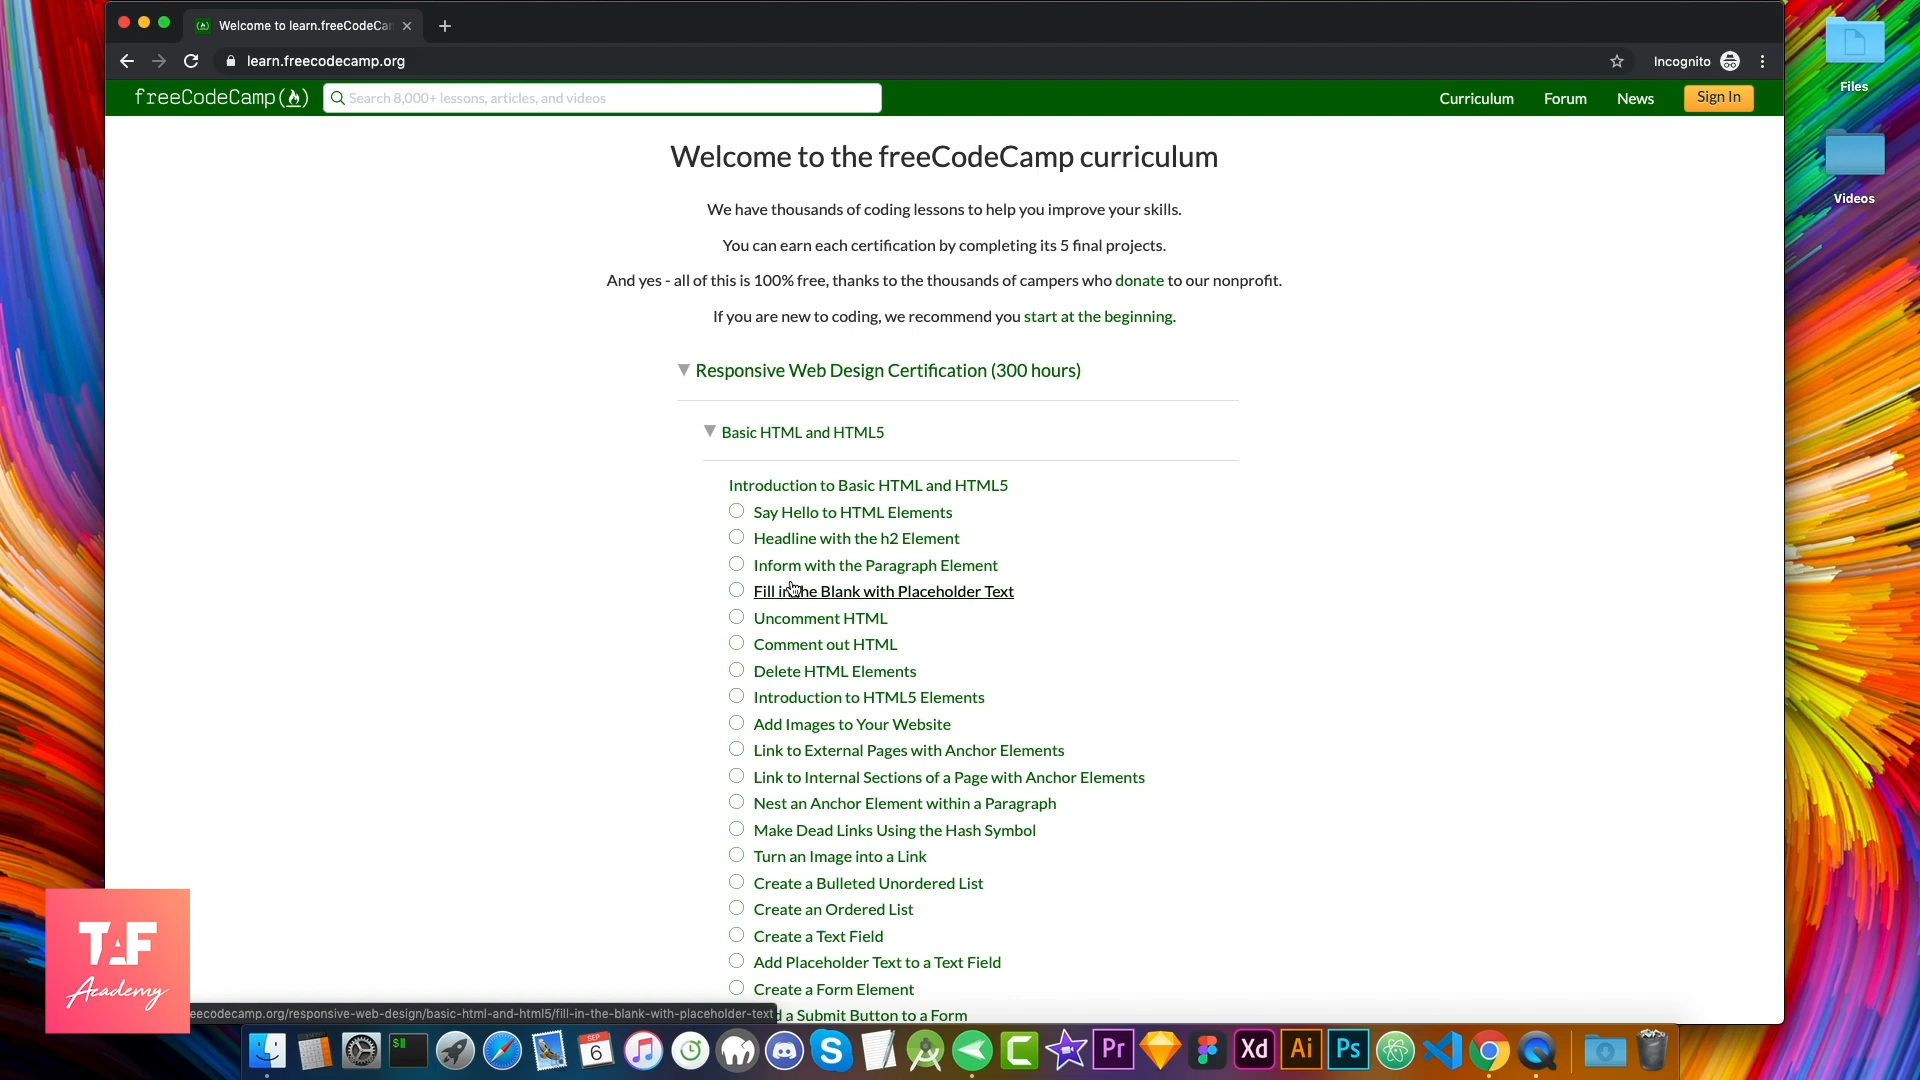 Welcome to learn.freeCodeCa
learn.freecodecamp.org
Incognito
freeCodeCamp
Search 8,000+ lessons, articles, and videos
Curriculum
Forum
News
Sign In
Files
Videos
Welcome to the freeCodeCamp curriculum
We have thousands of coding lessons to help you improve your skills.
You can earn each certification by completing its 5 final projects.
And yes - all of this is 100% free, thanks to the thousands of campers who donate to our nonprofit.
If you are new to coding, we recommend you start at the beginning.
Responsive Web Design Certification (300 hours)
Basic HTML and HTML5
Introduction to Basic HTML and HTML5
Say Hello to HTML Elements
Headline with the h2 Element
Inform with the Paragraph Element
Fill in the Blank with Placeholder Text
Uncomment HTML
Comment out HTML
Delete HTML Elements
Introduction to HTML5 Elements
Add Images to Your Website
Link to External Pages with Anchor Elements
Link to Internal Sections of a Page with Anchor Elements
Nest an Anchor Element within a Paragraph
Make Dead Links Using the Hash Symbol
Turn an Image into a Link
Create a Bulleted Unordered List
Create an Ordered List
Create a Text Field
Add Placeholder Text to a Text Field
Create a Form Element
d a Submit Button to a Form
TAF
Academy
eecodecamp.org/responsive-web-design/basic-html-and-html5/fill-in-the-blank-with-placeholder-text
$
SEP
6
S
C
Pr
Xd
Ai
Ps